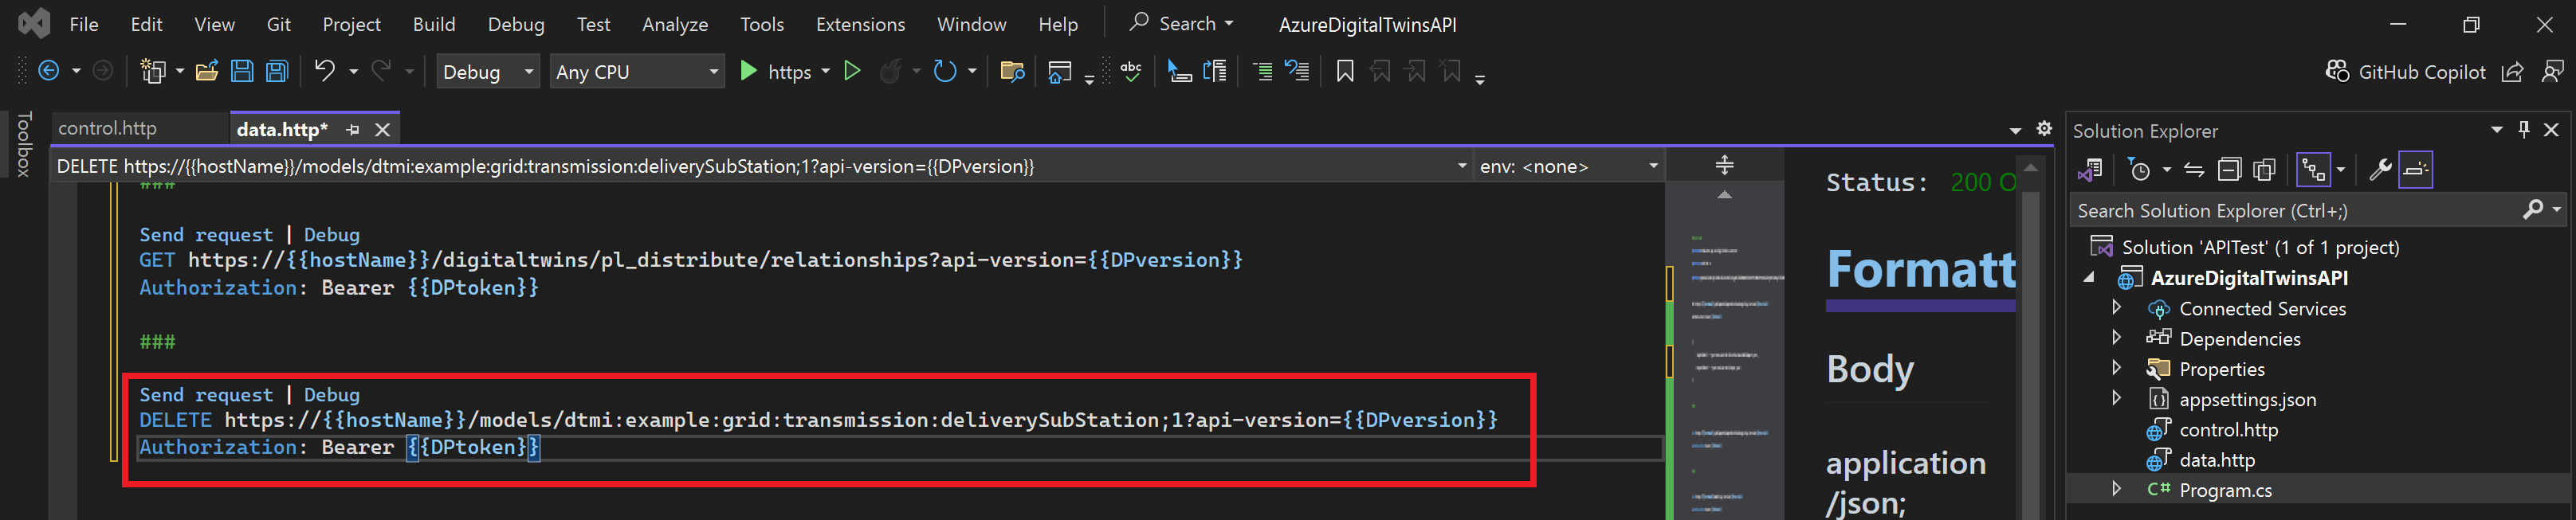 File Edit View Git Project Build Debug Test Analyze Tools Extensions Window Help Search AzureDigitalTwinsAPI
Debug Any CPU https abc GitHub Copilot
Toolbox
control.http data.http*
DELETE https://{{hostName}}/models/dtmi:example:grid:transmission:deliverySubStation;1?api-version={{DPversion}} env: <none>
###
Send request | Debug
GET https://{{hostName}}/digitaltwins/pl_distribute/relationships?api-version={{DPversion}}
Authorization: Bearer {{DPtoken}}
###
Send request | Debug
DELETE https://{{hostName}}/models/dtmi:example:grid:transmission:deliverySubStation;1?api-version={{DPversion}}
Authorization: Bearer {{DPtoken}}
Status: 200 O
Formatt
Body
application
/json;
Solution Explorer
Search Solution Explorer (Ctrl+;)
Solution 'APITest' (1 of 1 project)
AzureDigitalTwinsAPI
Connected Services
Dependencies
Properties
appsettings.json
control.http
data.http
C# Program.cs